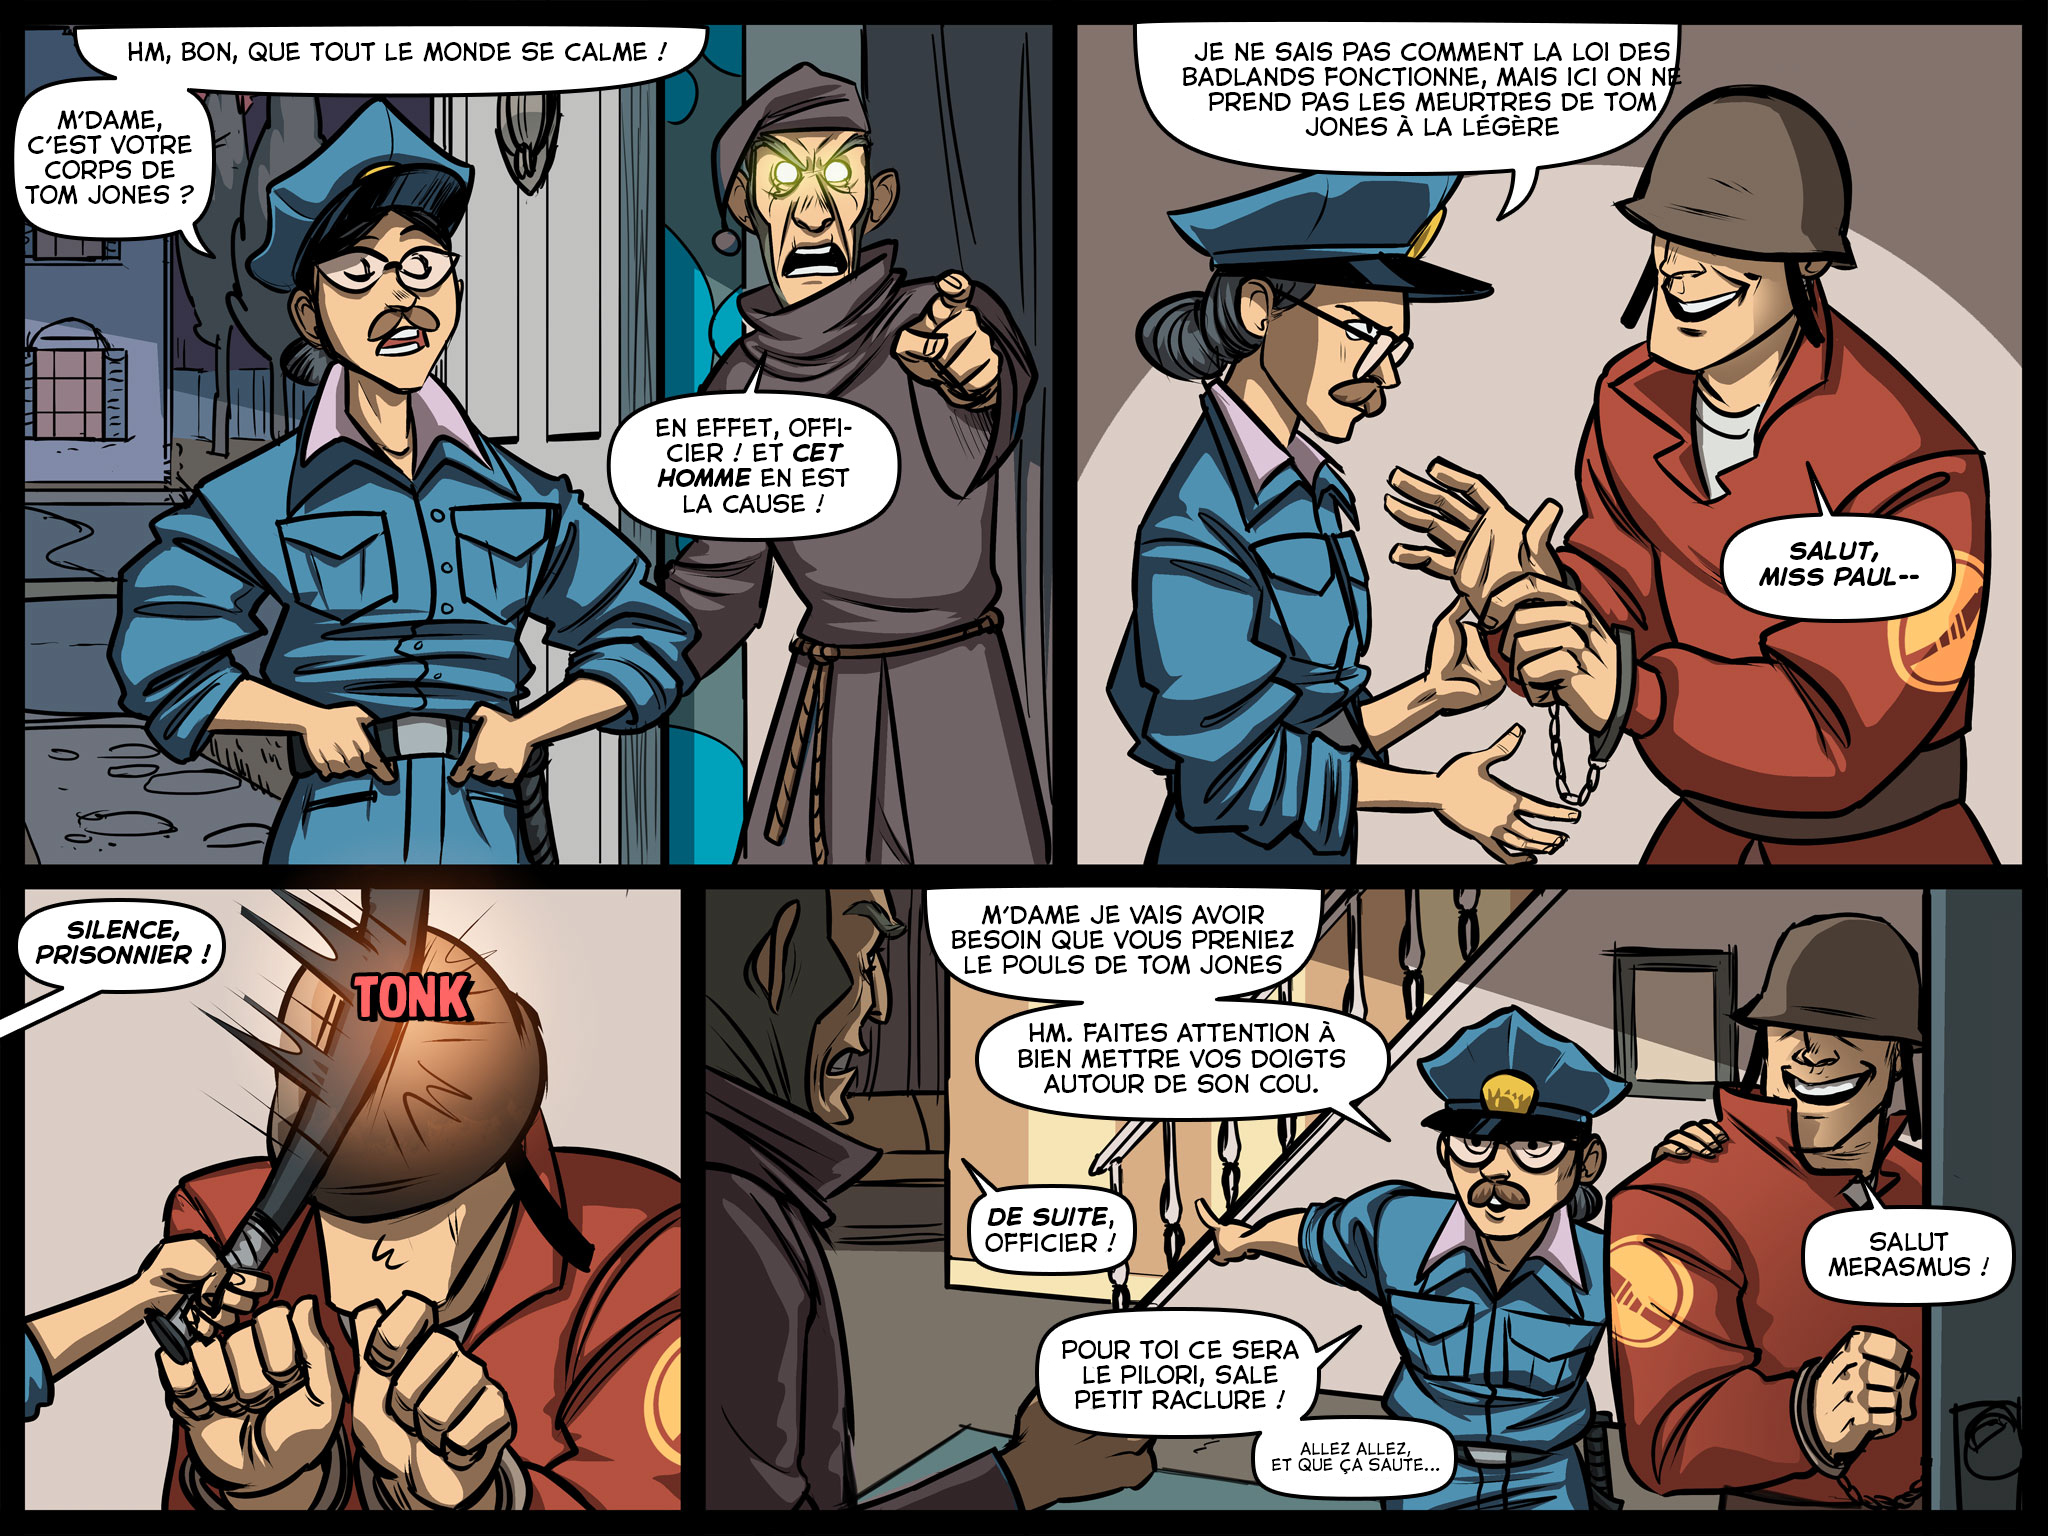 HM, BON, QUE TOUT LE MONDE SE CALME !
M'DAME,
C'EST VOTRE
CORPS DE
TOM JONES ?
EN EFFET, OFFI-
CIER ! ET CET
HOMME EN EST
LA CAUSE !
JE NE SAIS PAS COMMENT LA LOI DES
BADLANDS FONCTIONNE, MAIS ICI ON NE
PREND PAS LES MEURTRES DE TOM
JONES À LA LÉGÈRE
SALUT,
MISS PAUL--
SILENCE,
PRISONNIER !
TONK
M'DAME JE VAIS AVOIR
BESOIN QUE VOUS PRENIEZ
LE POULS DE TOM JONES
HM. FAITES ATTENTION À
BIEN METTRE VOS DOIGTS
AUTOUR DE SON COU.
DE SUITE,
OFFICIER !
SALUT
MERASMUS !
POUR TOI CE SERA
LE PILORI, SALE
PETIT RACLURE !
ALLEZ ALLEZ,
ET QUE ÇA SAUTE...